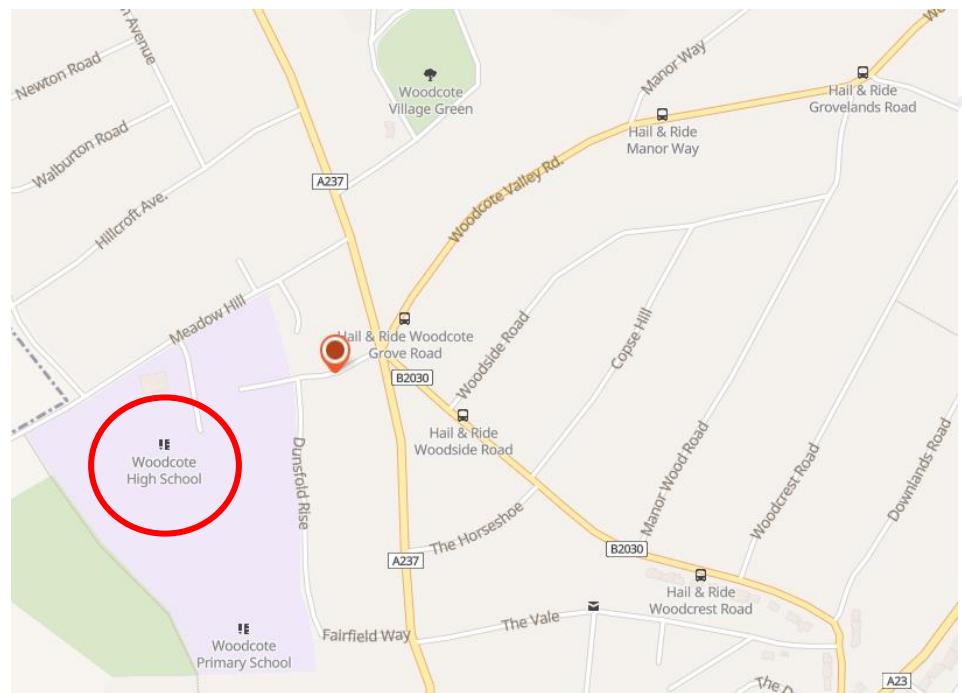 Avenue
Newton Road
Walburton Road
Hillcroft Ave.
Woodcote
Village Green
Manor Way
Hail & Ride
Grovelands Road
Hail & Ride
Manor Way
A237
Woodcote Valley Rd.
Meadow Hill
Hail & Ride Woodcote
Grove Road
B2030
Woodside Road
Copse Hill
Hail & Ride
Woodside Road
Woodcote
High School
Dunsfold Rise
Manor Wood Road
Woodcrest Road
Downlands Road
The Horseshoe
A237
B2030
Hail & Ride
Woodcrest Road
The Vale
Fairfield Way
Woodcote
Primary School
A23